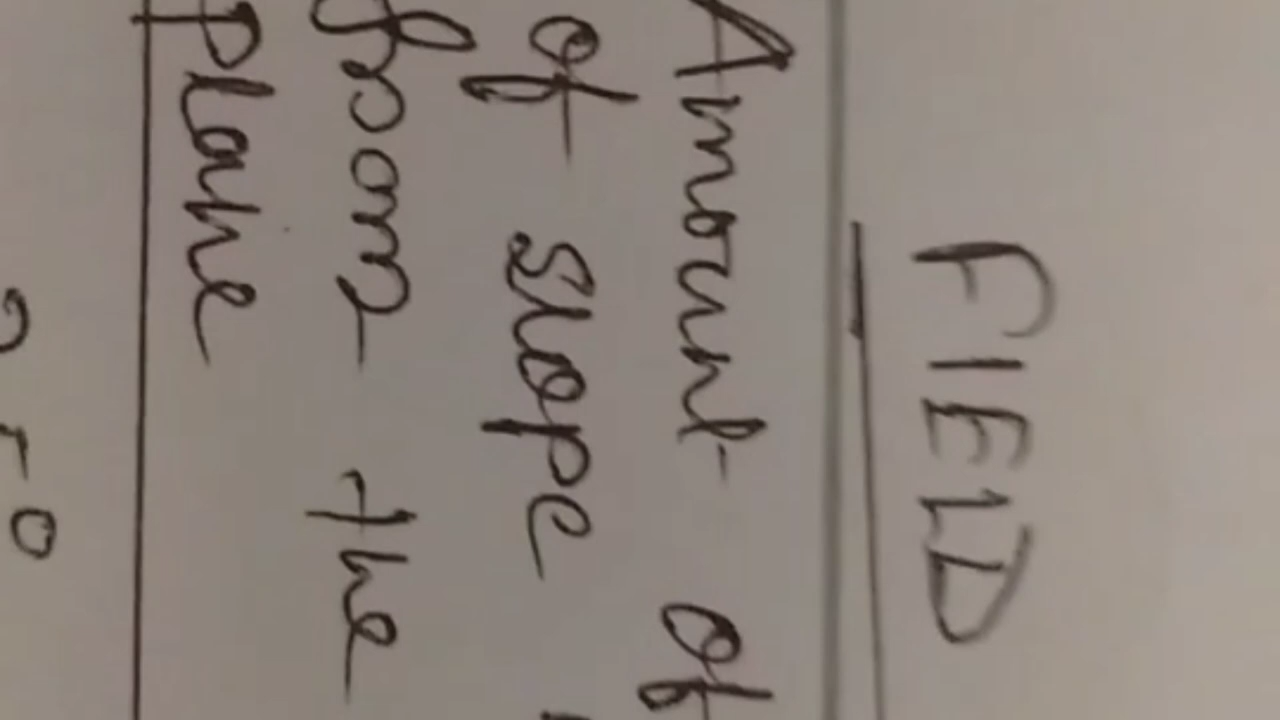 FIELD
Amount of
of slope
from the
plane